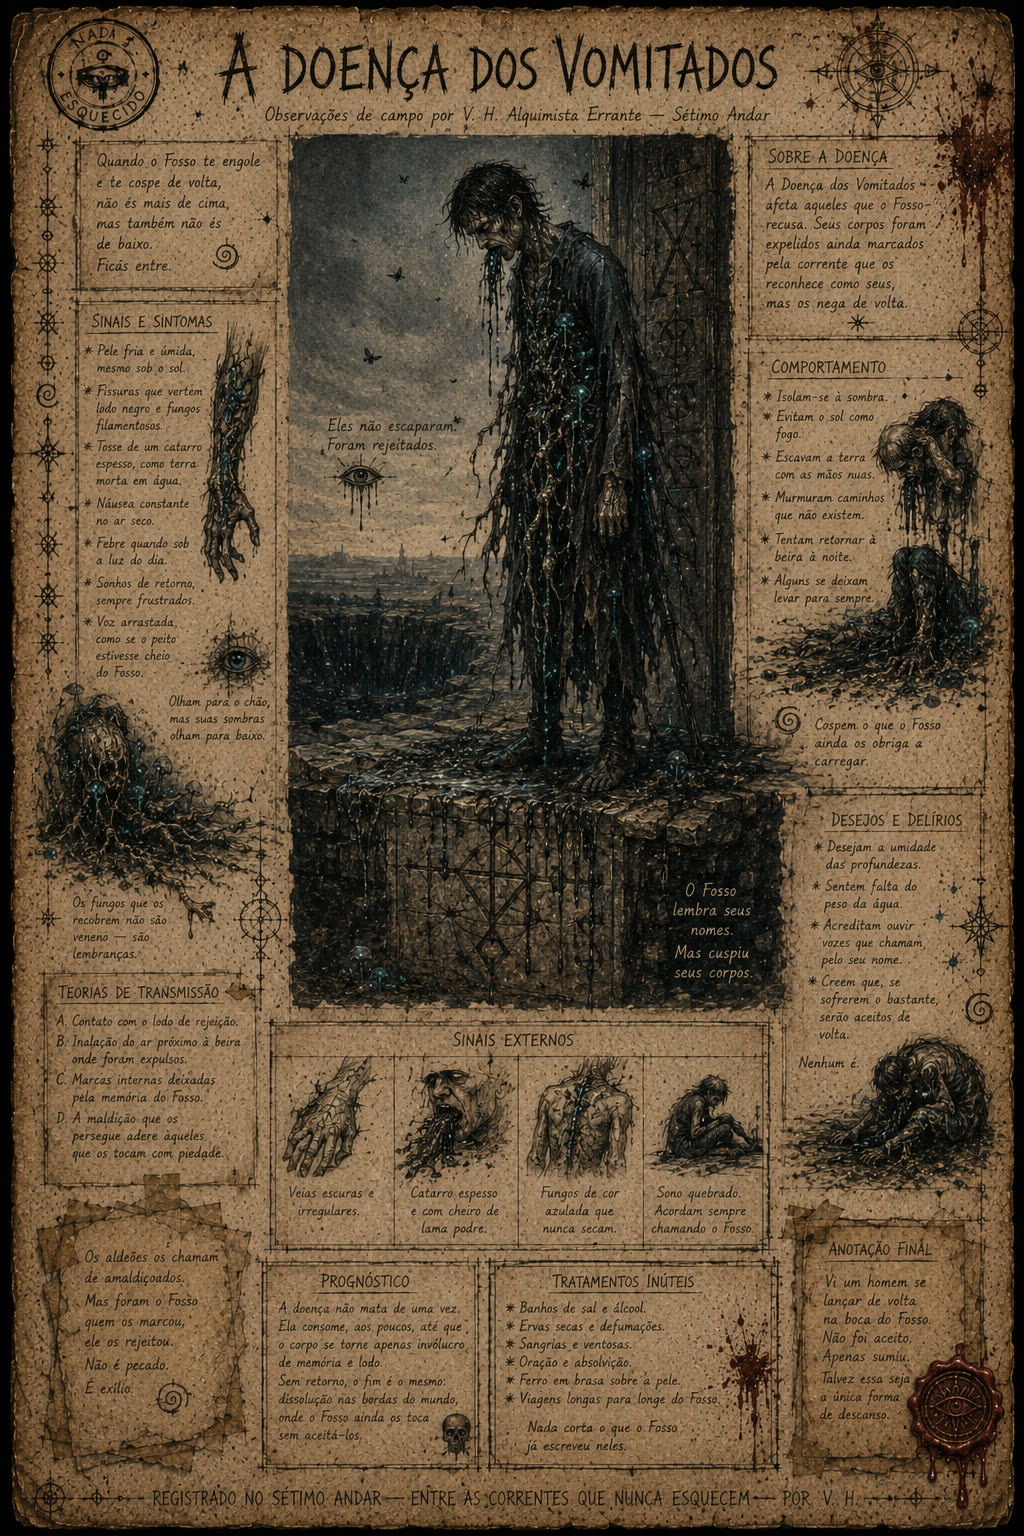 NADA É
ESQUECIDO
A DOENÇA DOS VOMITADOS
Observações de campo por V. H. Alquimista Errante — Sétimo Andar
Quando o Fosso te engole
e te cospe de volta,
não és mais de cima,
mas também não és
de baixo.
Ficás entre.
SINAIS E SINTOMAS
* Pele fria e úmida,
mesmo sob o sol.
* Fissuras que vertem
lodo negro e fungos
filamentosos.
* Tosse de um catarro
espesso, como terra
morta em água.
* Náusea constante
no ar seco.
* Febre quando sob
a luz do dia.
* Sonhos de retorno,
sempre frustrados.
* Voz arrastada,
como se o peito
estivesse cheio
do Fosso.
Olham para o chão,
mas suas sombras
olham para baixo.
Os fungos que os
recobrem não são
veneno — são
lembranças.
Eles não escaparam.
Foram rejeitados.
O Fosso
lembra seus
nomes.
Mas cuspiu
seus corpos.
SOBRE A DOENÇA
A Doença dos Vomitados
afeta aqueles que o Fosso
recusa. Seus corpos foram
expelidos ainda marcados
pela corrente que os
reconhece como seus,
mas os nega de volta.
COMPORTAMENTO
* Isolam-se à sombra.
* Evitam o sol como
fogo.
* Escavam a terra
com as mãos nuas.
* Murmuram caminhos
que não existem.
* Tentam retornar à
beira à noite.
* Alguns se deixam
levar para sempre.
Cospem o que o Fosso
ainda os obriga a
carregar.
DESEJOS E DELÍRIOS
* Desejam a umidade
das profundezas.
* Sentem falta do
peso da água.
* Acreditam ouvir
vozes que chamam
pelo seu nome.
* Creem que, se
sofrerem o bastante,
serão aceitos de
volta.
Nenhum é.
TEORIAS DE TRANSMISSÃO
A. Contato com o lodo de rejeição.
B. Inalação do ar próximo à beira
onde foram expulsos.
C. Marcas internas deixadas
pela memória do Fosso.
D. A maldição que os
persegue adere àqueles
que os tocam com piedade.
SINAIS EXTERNOS
Veias escuras e
irregulares.
Catarro espesso
e com cheiro de
lama podre.
Fungos de cor
azulada que
nunca secam.
Sono quebrado.
Acordam sempre
chamando o Fosso.
Os aldeões os chamam
de amaldiçoados.
Mas foram o Fosso
quem os marcou,
ele os rejeitou.
Não é pecado.
É exílio.
PROGNÓSTICO
A doença não mata de uma vez.
Ela consome, aos poucos, até que
o corpo se torne apenas invólucro
de memória e lodo.
Sem retorno, o fim é o mesmo:
dissolução nas bordas do mundo,
onde o Fosso ainda os toca
sem aceitá-los.
TRATAMENTOS INÚTEIS
* Banhos de sal e álcool.
* Ervas secas e defumações.
* Sangrias e ventosas.
* Oração e absolvição.
* Ferro em brasa sobre a pele.
* Viagens longas para longe do Fosso.
Nada corta o que o Fosso
já escreveu neles.
ANOTAÇÃO FINAL
Vi um homem se
lançar de volta
na boca do Fosso.
Não foi aceito.
Apenas sumiu.
Talvez essa seja
a única forma
de descanso.
REGISTRADO NO SÉTIMO ANDAR — ENTRE AS CORRENTES QUE NUNCA ESQUECEM — POR V. H.